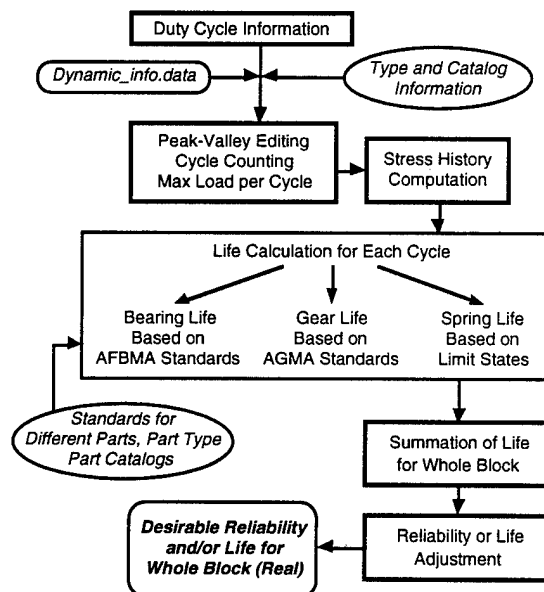 Duty Cycle Information
Dynamic_info.data
Type and Catalog
Information
Peak-Valley Editing
Cycle Counting
Max Load per Cycle
Stress History
Computation
Life Calculation for Each Cycle
Bearing Life
Based on
AFBMA Standards
Gear Life
Based on
AGMA Standards
Spring Life
Based on
Limit States
Standards for
Different Parts, Part Type
Part Catalogs
Summation of Life
for Whole Block
Desirable Reliability
and/or Life for
Whole Block (Real)
Reliability or Life
Adjustment